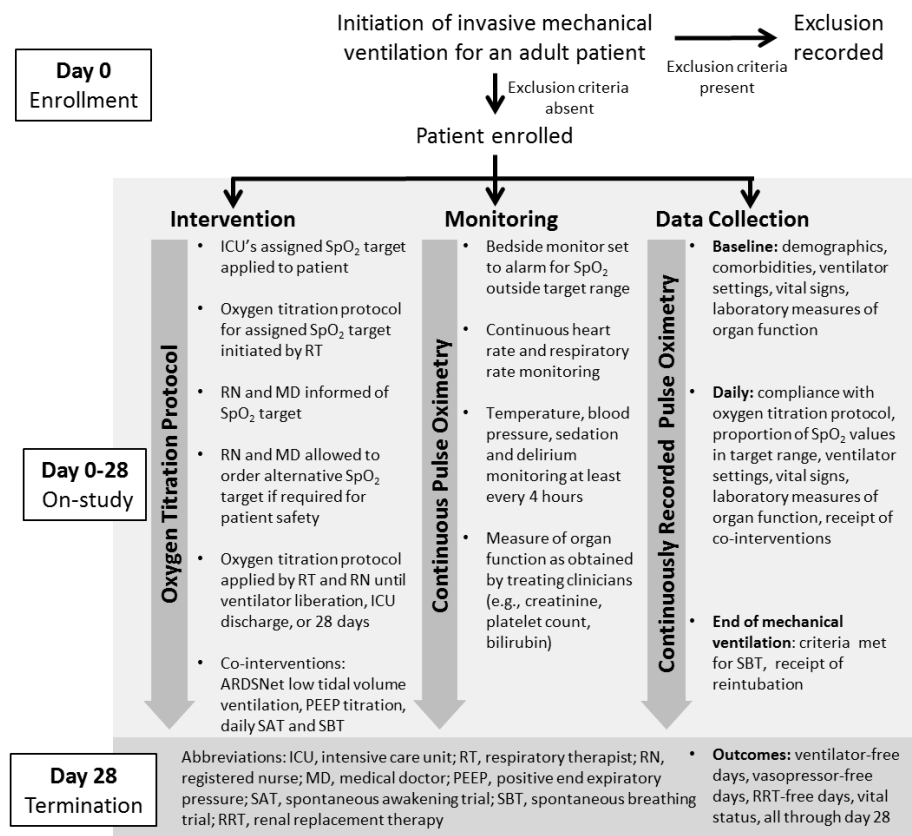 Initiation of invasive mechanical
ventilation for an adult patient
Exclusion
recorded
Exclusion criteria
present
Day 0
Enrollment
Exclusion criteria
absent
Patient enrolled
Intervention
Monitoring
Data Collection
Day 0-28
On-study
Oxygen Titration Protocol
• ICU's assigned SpO₂ target
applied to patient
• Oxygen titration protocol
for assigned SpO₂ target
initiated by RT
• RN and MD informed of
SpO₂ target
• RN and MD allowed to
order alternative SpO₂
target if required for
patient safety
• Oxygen titration protocol
applied by RT and RN until
ventilator liberation, ICU
discharge, or 28 days
• Co-interventions:
ARDSNet low tidal volume
ventilation, PEEP titration,
daily SAT and SBT
Continuous Pulse Oximetry
• Bedside monitor set
to alarm for SpO₂
outside target range
• Continuous heart
rate and respiratory
rate monitoring
• Temperature, blood
pressure, sedation
and delirium
monitoring at least
every 4 hours
• Measure of organ
function as obtained
by treating clinicians
(e.g., creatinine,
platelet count,
bilirubin)
Continuously Recorded Pulse Oximetry
• Baseline: demographics,
comorbidities, ventilator
settings, vital signs,
laboratory measures of
organ function
• Daily: compliance with
oxygen titration protocol,
proportion of SpO₂ values
in target range, ventilator
settings, vital signs,
laboratory measures of
organ function, receipt of
co-interventions
• End of mechanical
ventilation: criteria met
for SBT, receipt of
reintubation
Day 28
Termination
Abbreviations: ICU, intensive care unit; RT, respiratory therapist; RN,
registered nurse; MD, medical doctor; PEEP, positive end expiratory
pressure; SAT, spontaneous awakening trial; SBT, spontaneous breathing
trial; RRT, renal replacement therapy
• Outcomes: ventilator-free
days, vasopressor-free
days, RRT-free days, vital
status, all through day 28